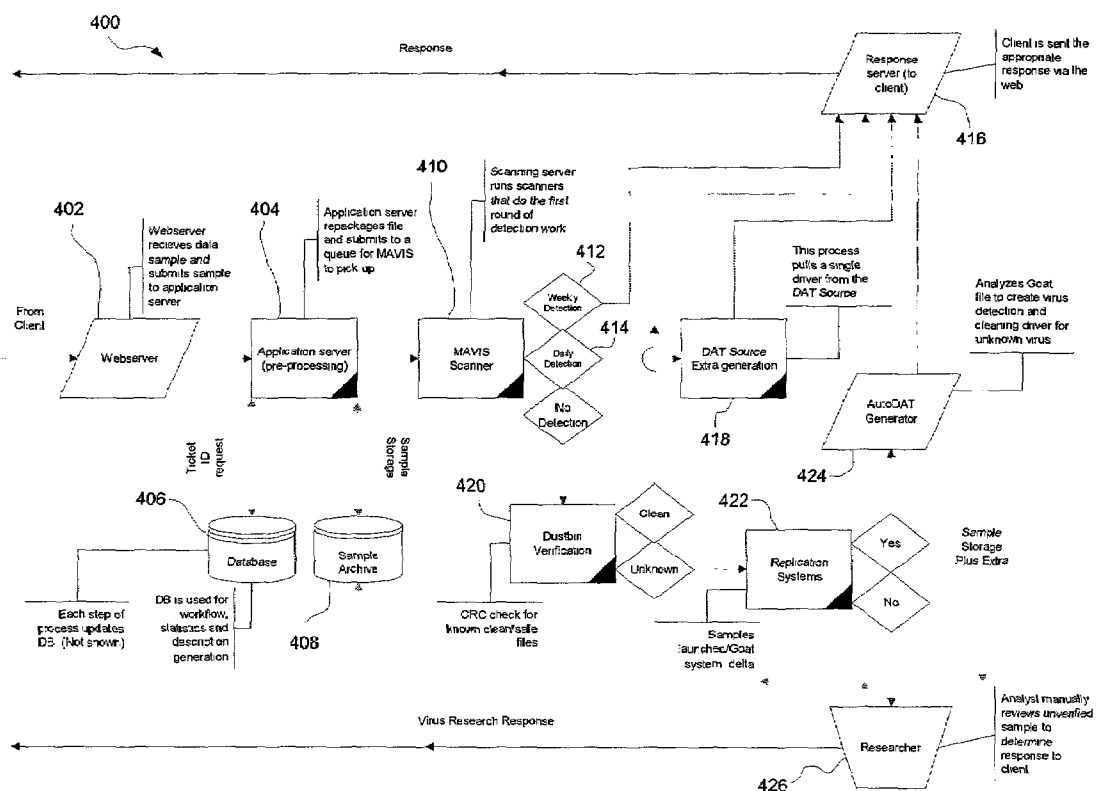 400
Response
Response
server (to
client)
Client is sent the
appropriate
response via the
web
416
410
Scanning server
runs scanners
that do the first
round of
detection work
402
Webserver
recieves data
sample and
submits sample
to application
server
404
Application server
repackages file
and submits to a
queue for MAVIS
to pick up
412
Weekly
Detection
414
Daily
Detection
No
Detection
This process
pulls a single
driver from the
DAT Source
Analyzes Goat
file to create virus
detection and
cleaning driver for
unknown virus
From
Client
Webserver
Application server
(pre-processing)
MAVIS
Scanner
DAT Source
Extra generation
418
AutoDAT
Generator
424
Ticket
ID
request
Sample
Storage
406
Database
Sample
Archive
408
420
Dustbin
Verification
Clean
Unknown
422
Replication
Systems
Yes
No
Sample
Storage
Plus Extra
Each step of
process updates
DB. (Not shown.)
DB is used for
workflow,
statistics and
description
generation
CRC check for
known clean/safe
files
Samples
launched/Goat
system delta
Virus Research Response
Researcher
426
Analyst manually
reviews unverified
sample to
determine
response to
client